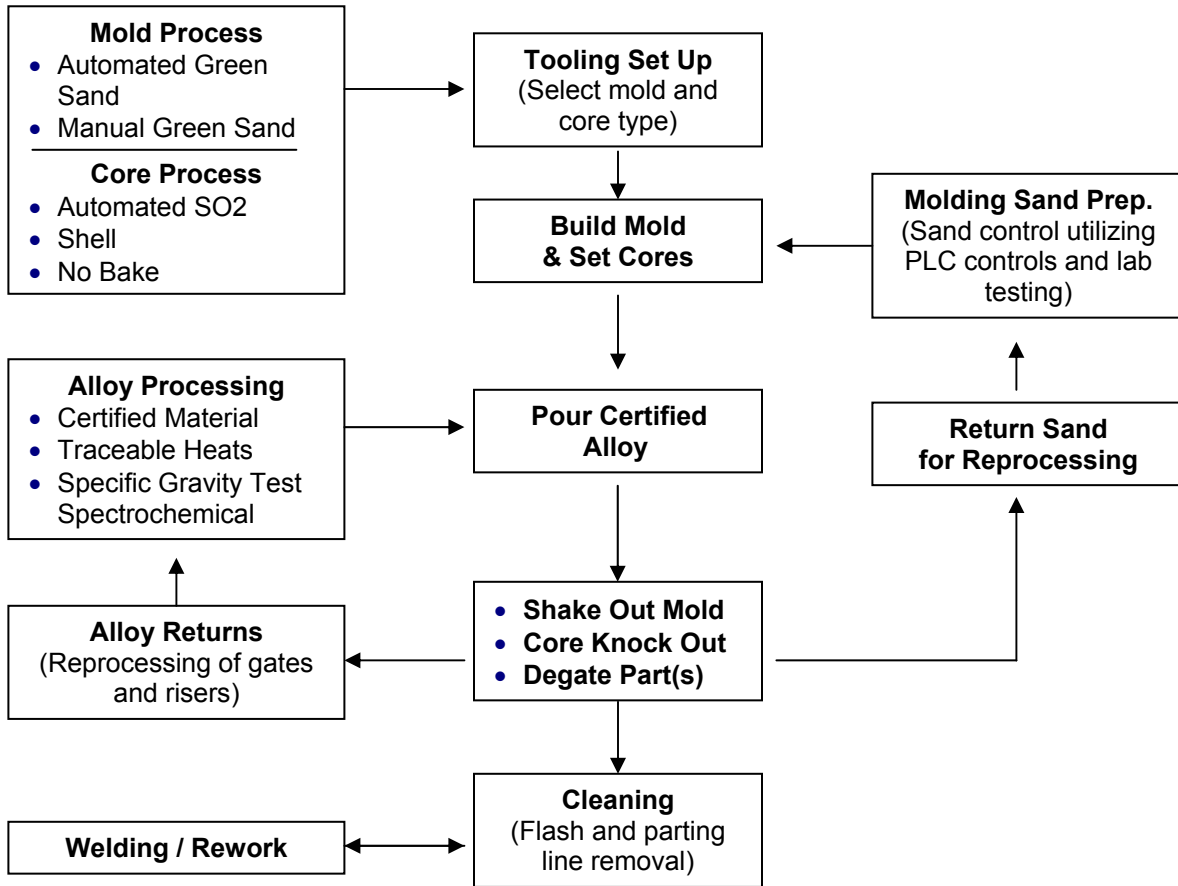 Mold Process
• Automated Green
Sand
• Manual Green Sand
Core Process
• Automated SO2
• Shell
• No Bake
Tooling Set Up
(Select mold and
core type)
Build Mold
& Set Cores
Molding Sand Prep.
(Sand control utilizing
PLC controls and lab
testing)
Alloy Processing
• Certified Material
• Traceable Heats
• Specific Gravity Test
Spectrochemical
Pour Certified
Alloy
Return Sand
for Reprocessing
Alloy Returns
(Reprocessing of gates
and risers)
• Shake Out Mold
• Core Knock Out
• Degate Part(s)
Welding / Rework
Cleaning
(Flash and parting
line removal)